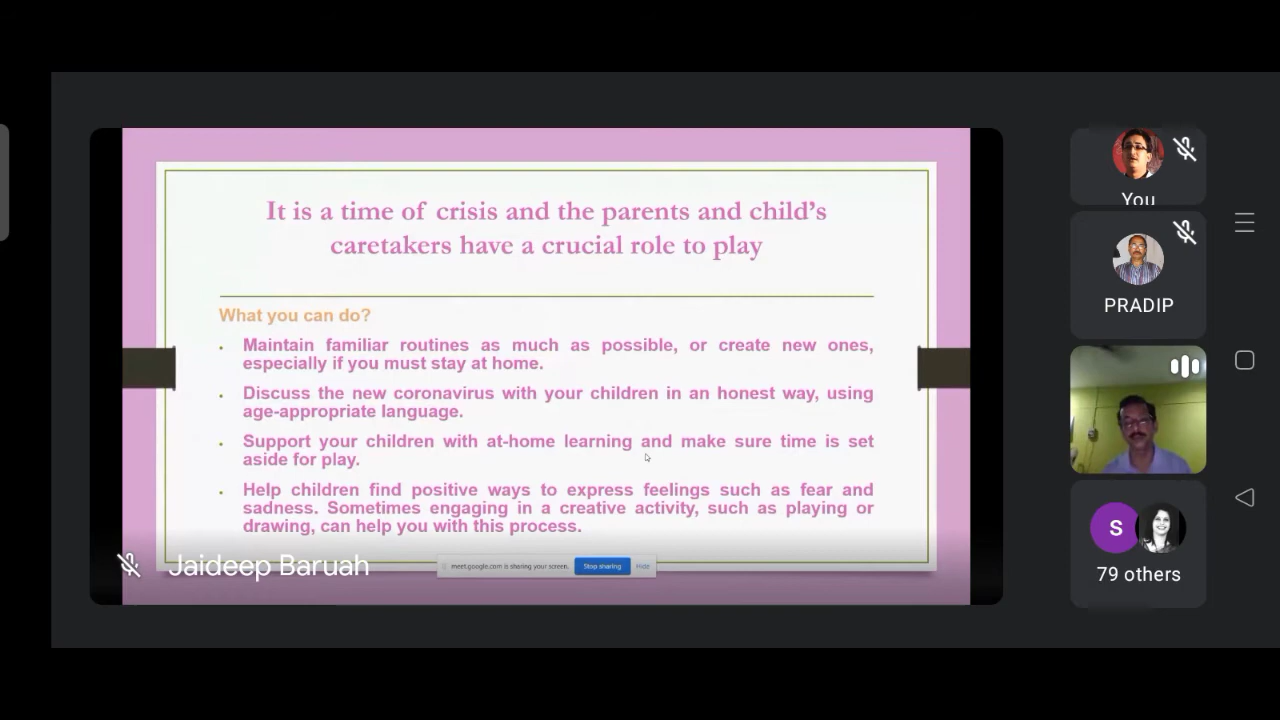 It is a time of crisis and the parents and child's
caretakers have a crucial role to play
What you can do?
• Maintain familiar routines as much as possible, or create new ones,
especially if you must stay at home.
• Discuss the new coronavirus with your children in an honest way, using
age-appropriate language.
• Support your children with at-home learning and make sure time is set
aside for play.
• Help children find positive ways to express feelings such as fear and
sadness. Sometimes engaging in a creative activity, such as playing or
drawing, can help you with this process.
Jaideep Baruah
meet.google.com is sharing your screen.
Stop sharing
Hide
You
PRADIP
S
79 others